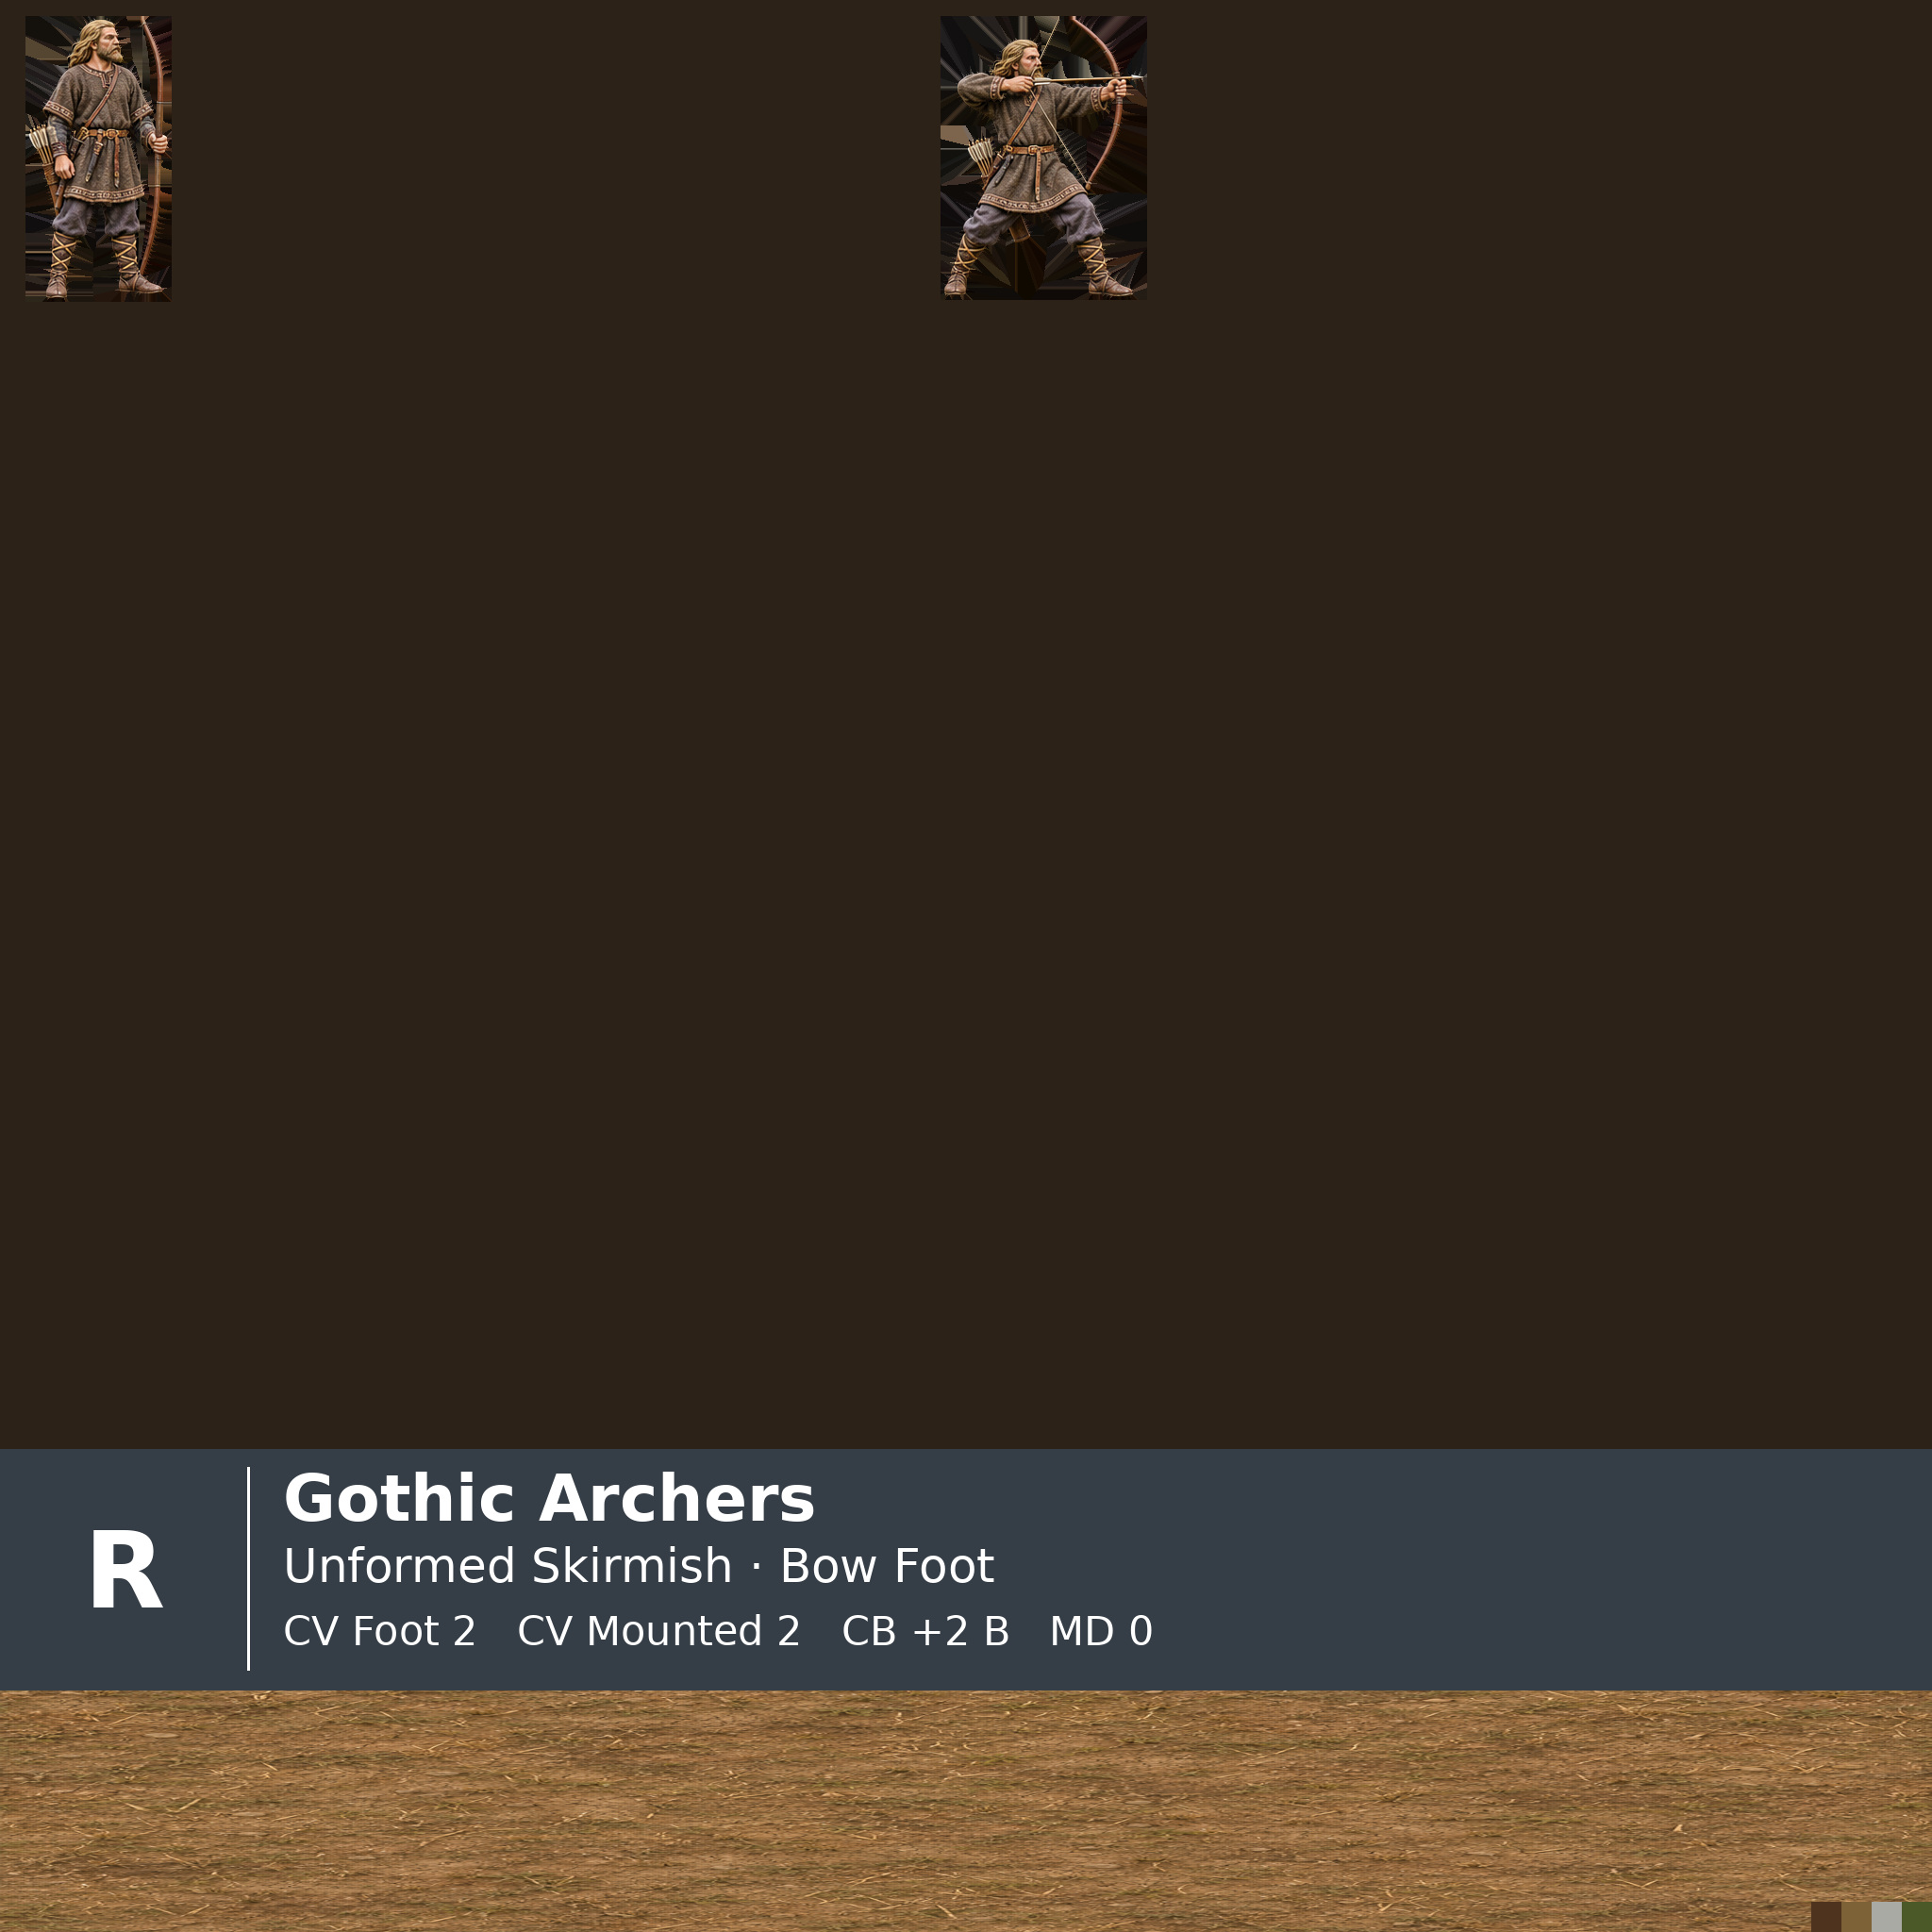 R
Gothic Archers
Unformed Skirmish · Bow Foot
CV Foot 2 CV Mounted 2 CB +2 B MD 0